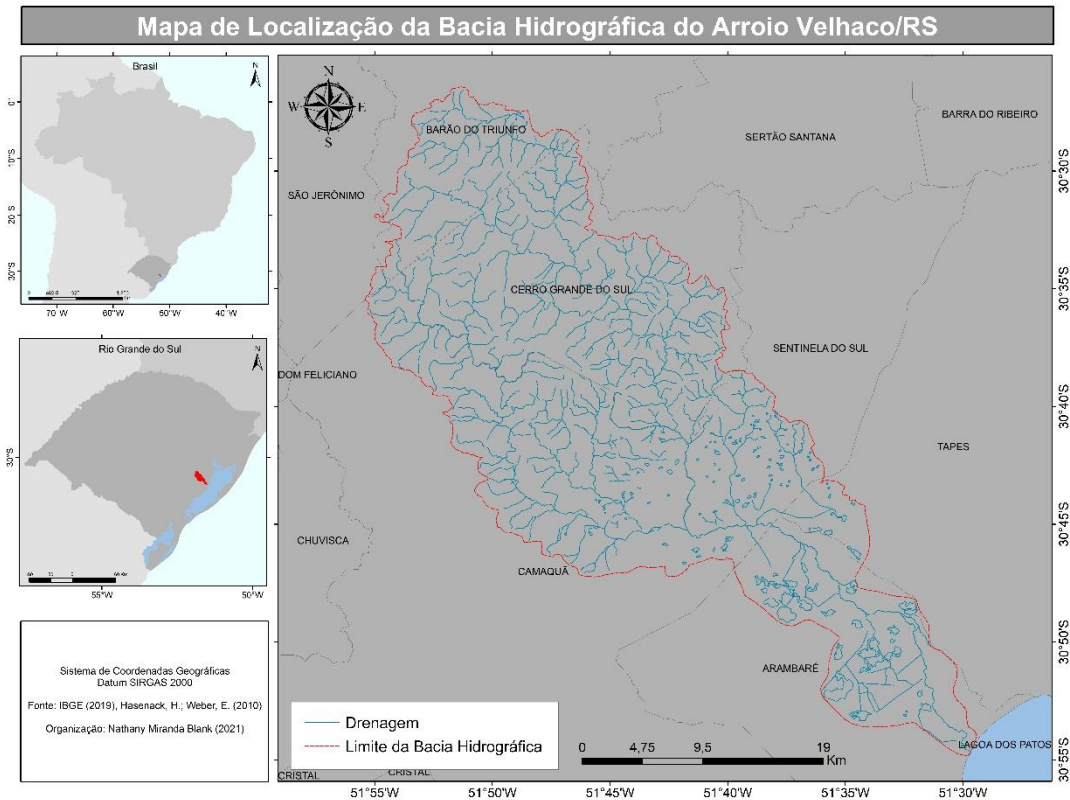 Mapa de Localização da Bacia Hidrográfica do Arroio Velhaco/RS
Brasil
N
0°
10°S
20°S
30°S
70°W
60°W
50°W
40°W
Rio Grande do Sul
N
30°S
55°W
50°W
Sistema de Coordenadas Geográficas
Datum SIRGAS 2000
Fonte: IBGE (2019), Hasenack, H.; Weber, E. (2010)
Organização: Nathany Miranda Blank (2021)
N
W
E
S
BARÃO DO TRIUNFO
SERTÃO SANTANA
BARRA DO RIBEIRO
SÃO JERÔNIMO
CERRO GRANDE DO SUL
SENTINELA DO SUL
DOM FELICIANO
TAPES
CHUVISCA
CAMAQUÃ
ARAMBARÉ
LAGOA DOS PATOS
CRISTAL
CRISTAL
Drenagem
Limite da Bacia Hidrográfica
0 4,75 9,5 19
Km
30°30'S
30°35'S
30°40'S
30°45'S
30°50'S
30°55'S
51°55'W
51°50'W
51°45'W
51°40'W
51°35'W
51°30'W